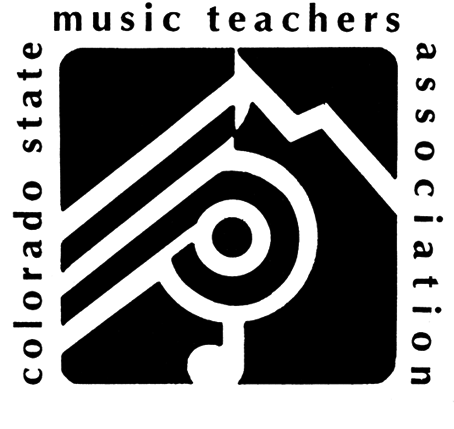 colorado state
music teachers
association